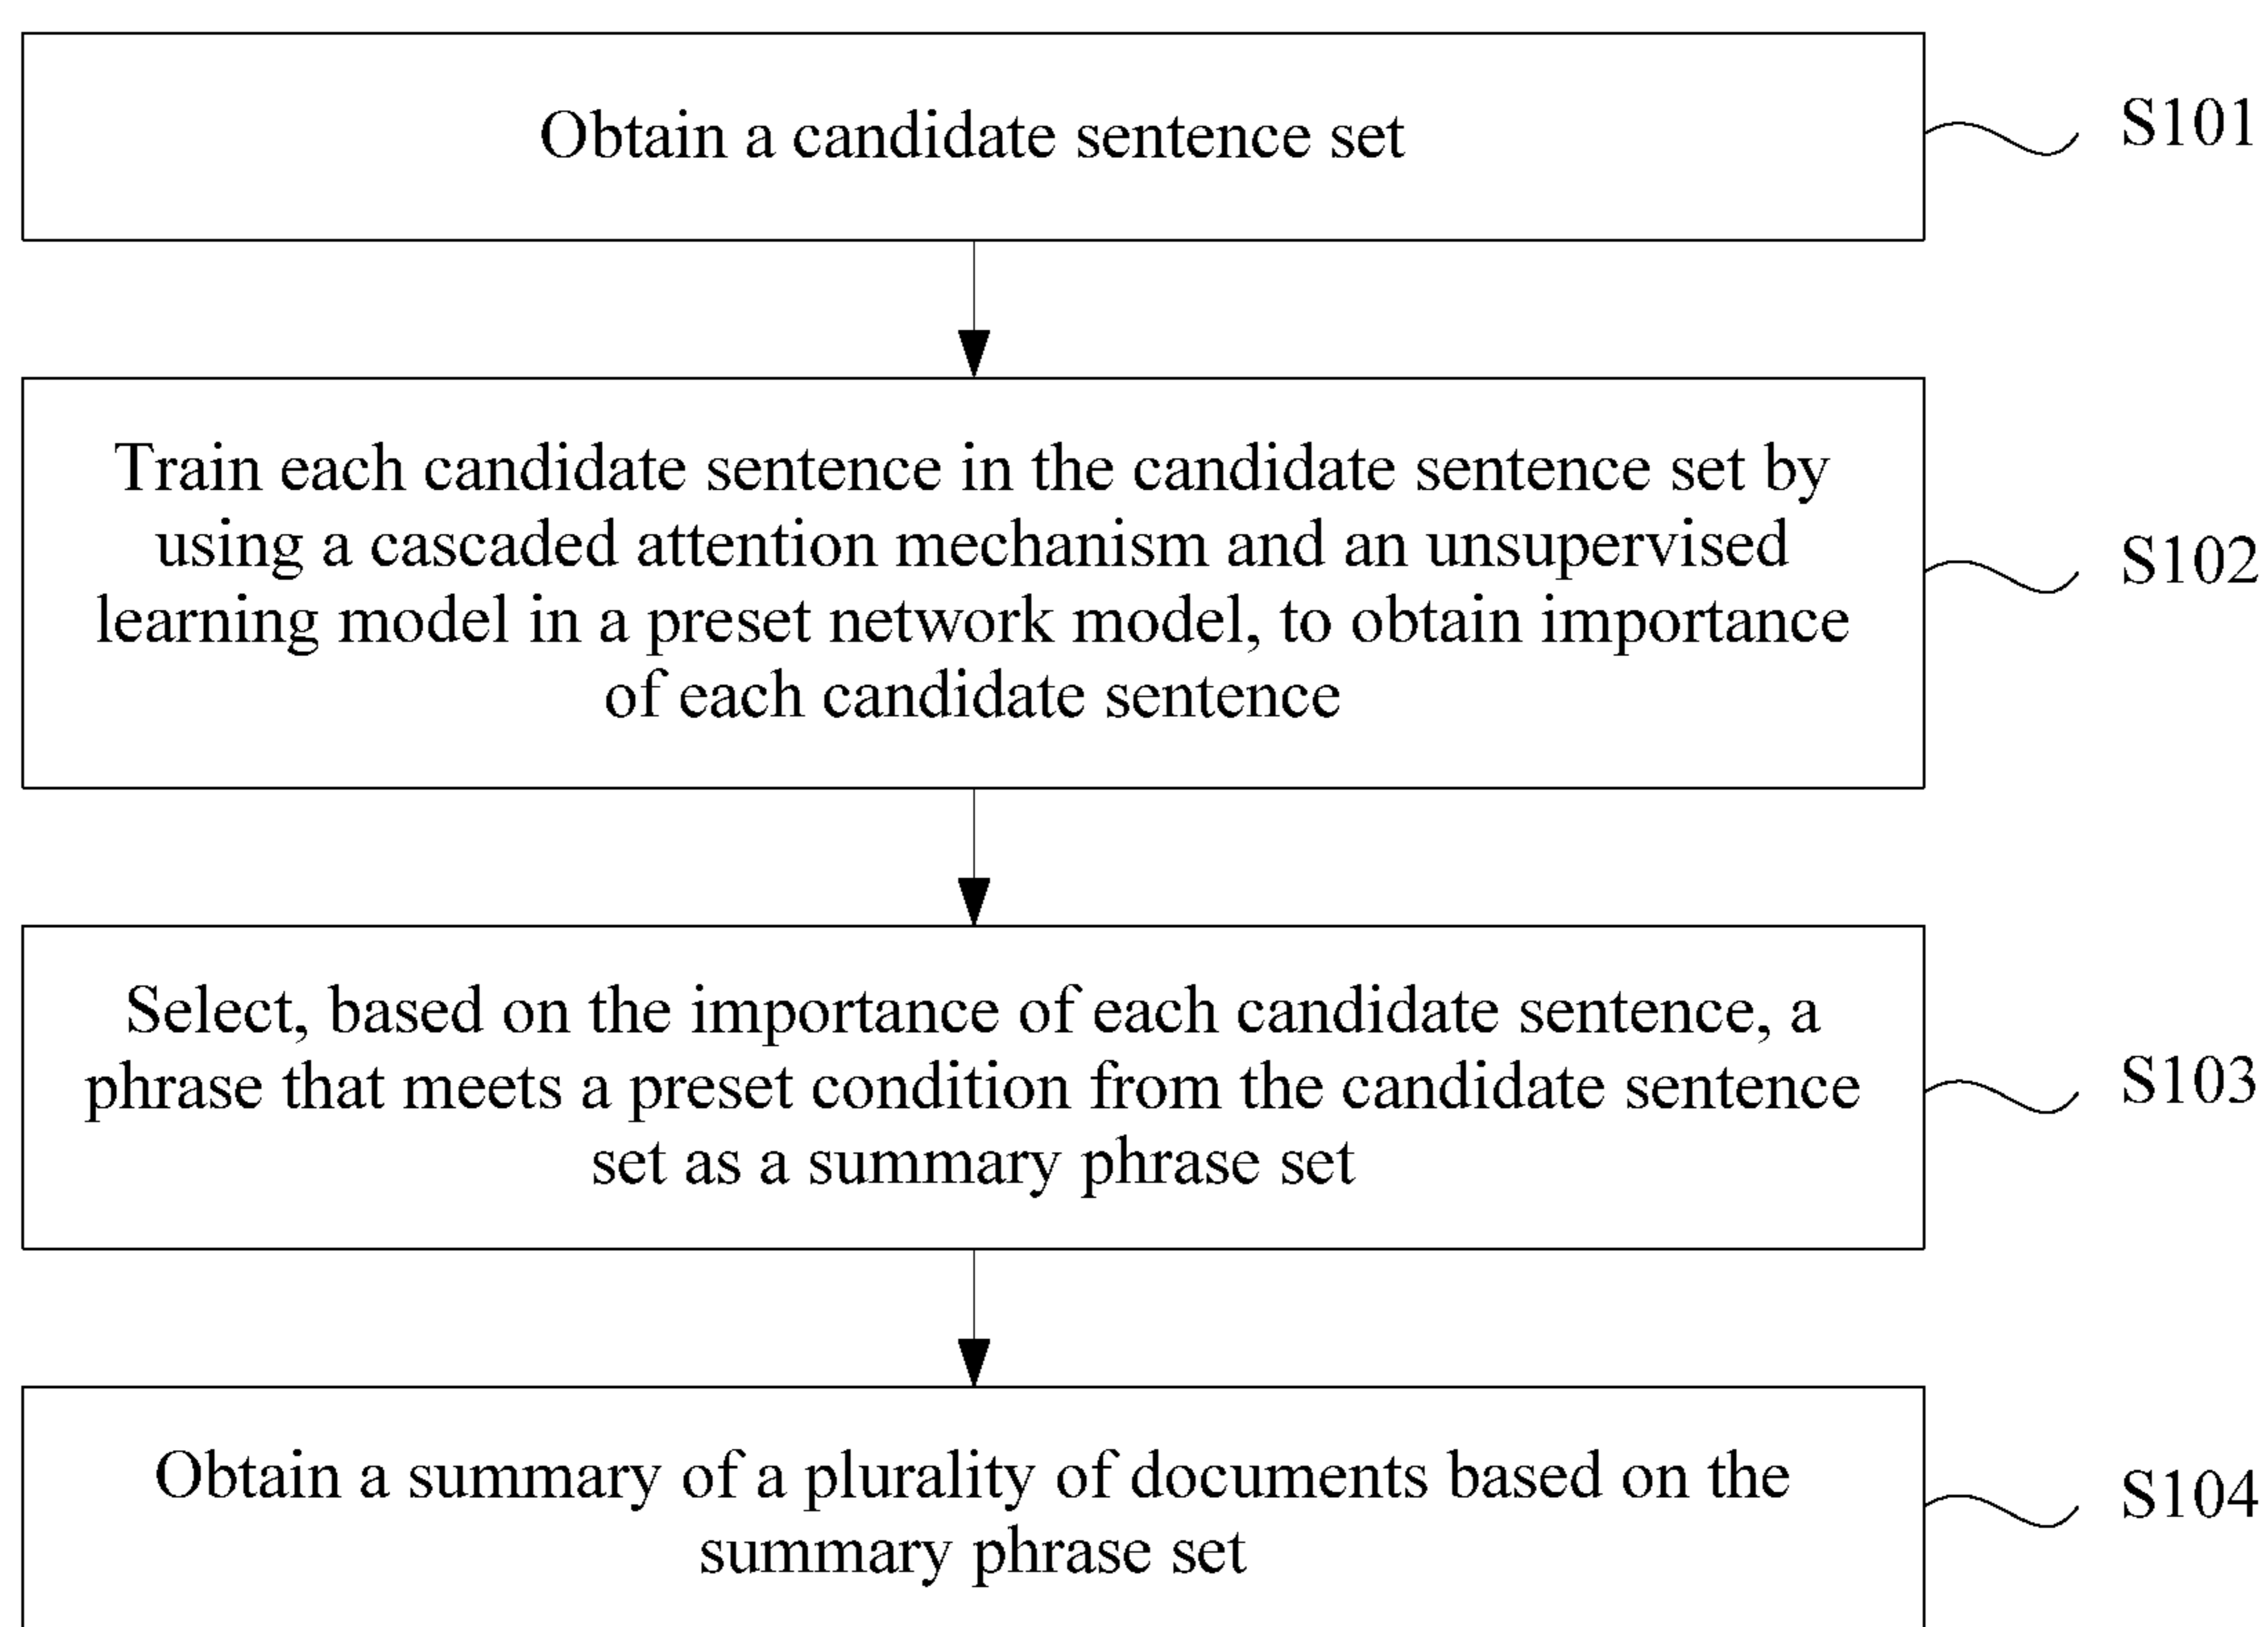 Obtain a candidate sentence set
S101
Train each candidate sentence in the candidate sentence set by
using a cascaded attention mechanism and an unsupervised
learning model in a preset network model, to obtain importance
of each candidate sentence
S102
Select, based on the importance of each candidate sentence, a
phrase that meets a preset condition from the candidate sentence
set as a summary phrase set
S103
Obtain a summary of a plurality of documents based on the
summary phrase set
S104